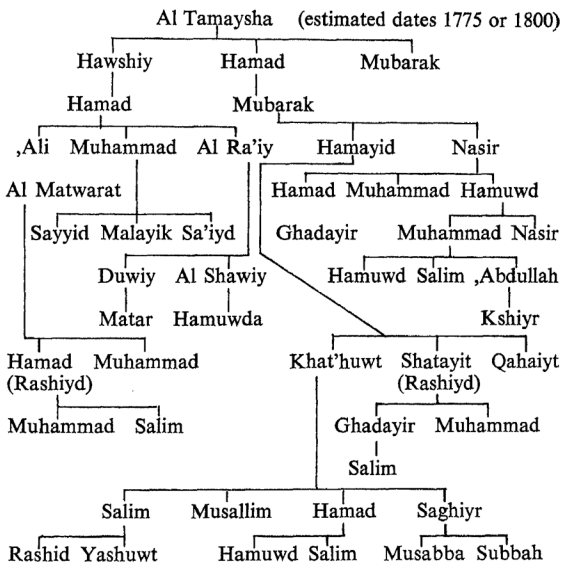 Al Tamaysha (estimated dates 1775 or 1800)
Hawshiy Hamad Mubarak
Hamad Mubarak
,Ali Muhammad Al Ra'iy Hamayid Nasir
Al Matwarat Hamad Muhammad Hamuwd
Sayyid Malayik Sa'iyd Ghadayir Muhammad Nasir
Duwiy Al Shawiy Hamuwd Salim ,Abdullah
Matar Hamuwda Kshiyr
Hamad Muhammad Khat'huwt Shatayit Qahaiyt
(Rashiyd) (Rashiyd)
Muhammad Salim Ghadayir Muhammad
Salim
Salim Musallim Hamad Saghiyr
Rashid Yashuwt Hamuwd Salim Musabba Subbah